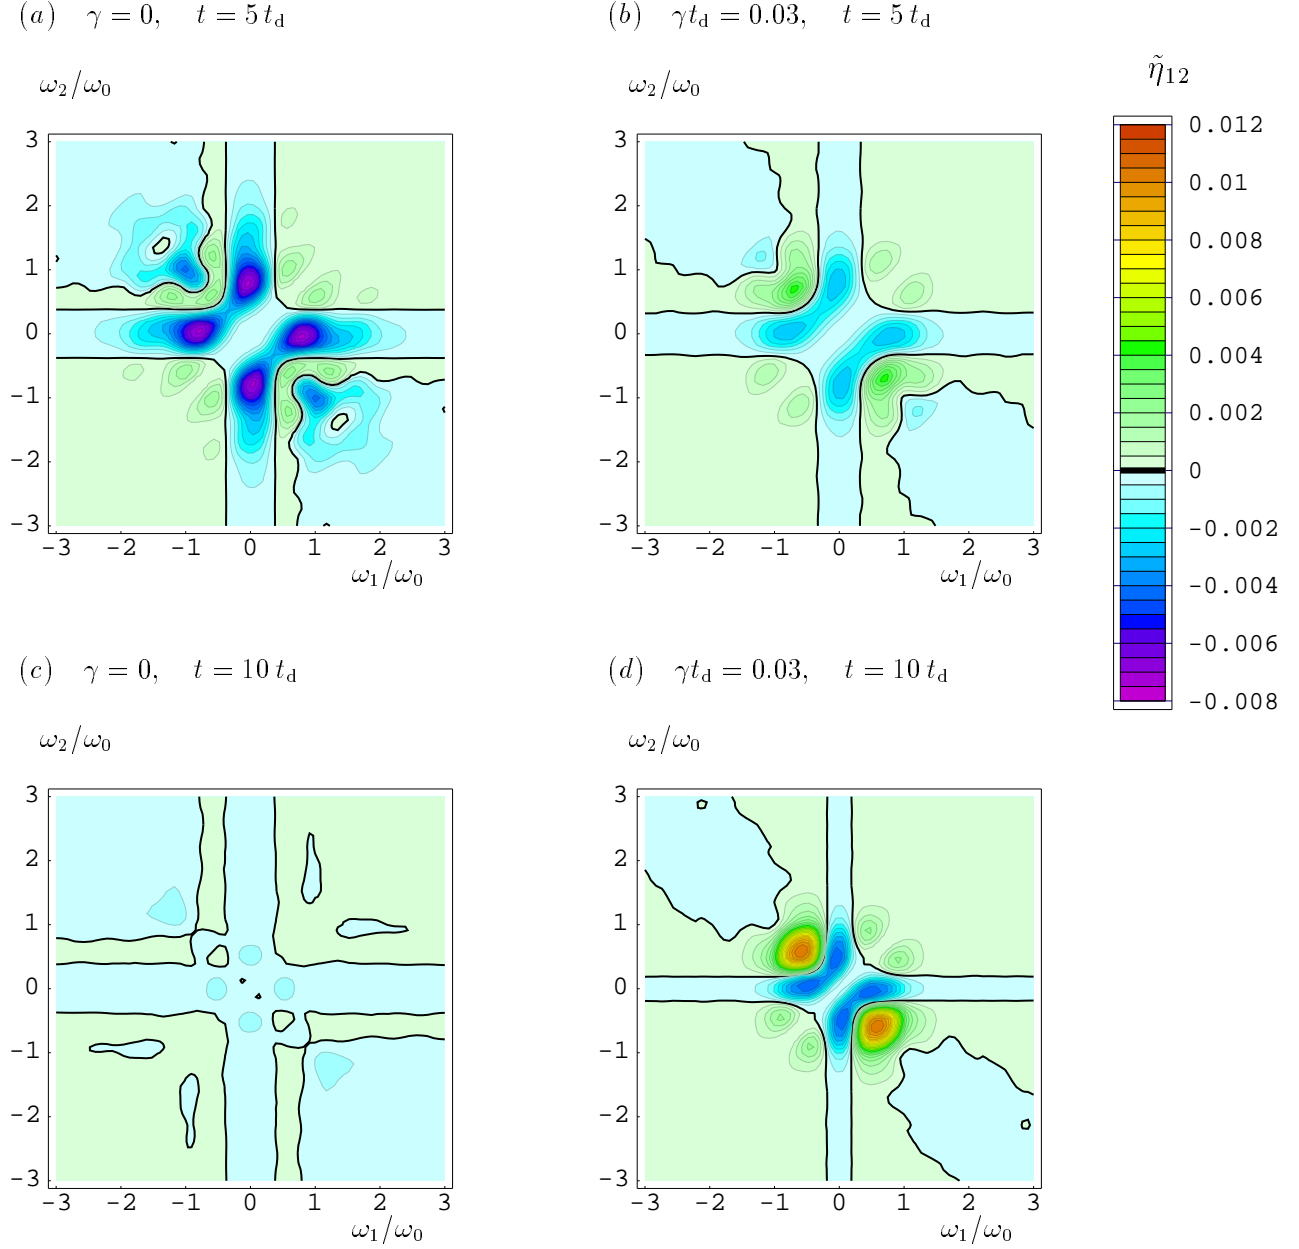 (a) γ = 0, t = 5 t_d
(b) γt_d = 0.03, t = 5 t_d
ω_2/ω_0
ω_2/ω_0
η̃_12
3
2
1
0
-1
-2
-3
-3 -2 -1 0 1 2 3
ω_1/ω_0
3
2
1
0
-1
-2
-3
-3 -2 -1 0 1 2 3
ω_1/ω_0
0.012
0.01
0.008
0.006
0.004
0.002
0
-0.002
-0.004
-0.006
-0.008
(c) γ = 0, t = 10 t_d
(d) γt_d = 0.03, t = 10 t_d
ω_2/ω_0
ω_2/ω_0
3
2
1
0
-1
-2
-3
-3 -2 -1 0 1 2 3
ω_1/ω_0
3
2
1
0
-1
-2
-3
-3 -2 -1 0 1 2 3
ω_1/ω_0